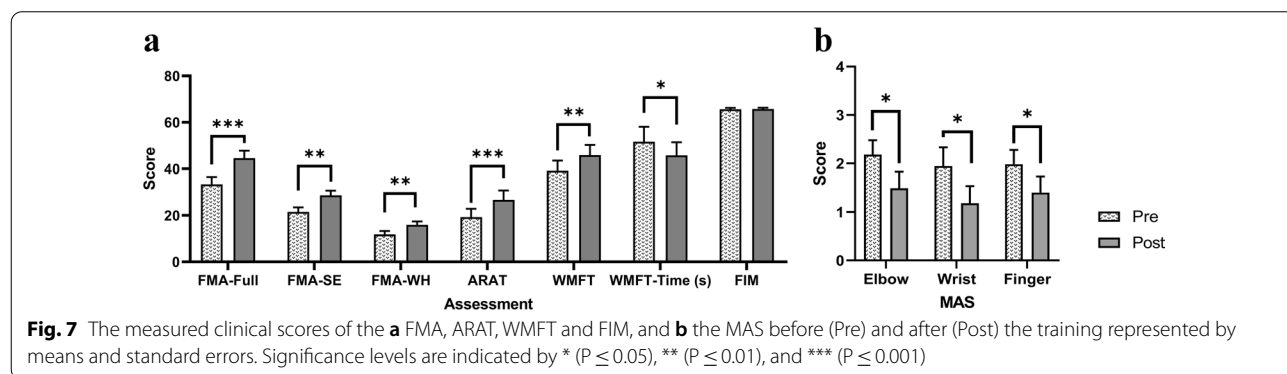 a
b
80
60
40
20
0
Score
***
**
**
***
**
*
FMA-Full
FMA-SE
FMA-WH
ARAT
WMFT
WMFT-Time (s)
FIM
Assessment
4
3
2
1
0
Score
*
*
*
Elbow
Wrist
Finger
MAS
Pre
Post
Fig. 7 The measured clinical scores of the a FMA, ARAT, WMFT and FIM, and b the MAS before (Pre) and after (Post) the training represented by
means and standard errors. Significance levels are indicated by * (P ≤ 0.05), ** (P ≤ 0.01), and *** (P ≤ 0.001)